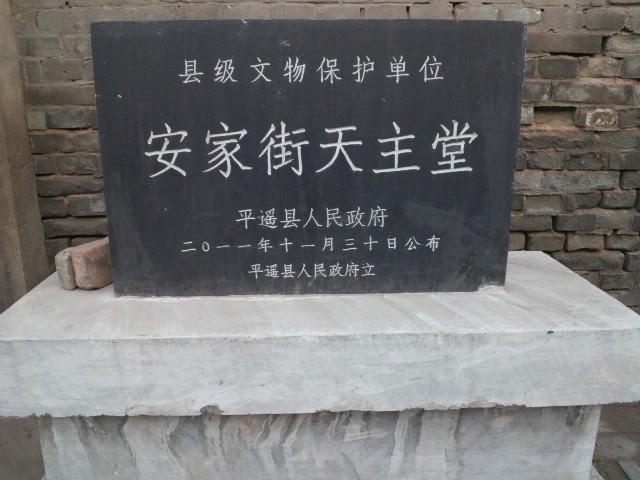 县级文物保护单位
安家街天主堂
平遥县人民政府
二〇一一年十一月三十日公布
平遥县人民政府立